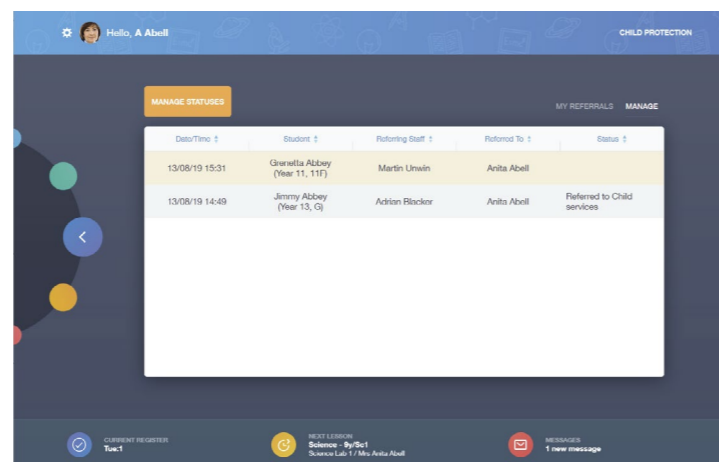 Hello, A Abell
CHILD PROTECTION
MANAGE STATUSES
MY REFERRALS MANAGE
Date/Time Student Referring Staff Referred To Status
13/08/19 15:31 Grenetta Abbey (Year 11, 11F) Martin Unwin Anita Abell
13/08/19 14:49 Jimmy Abbey (Year 13, G) Adrian Blacker Anita Abell Referred to Child services
CURRENT REGISTER
Tue:1
NEXT LESSON
Science - 9y/Sc1
Science Lab 1 / Mrs Anita Abell
MESSAGES
1 new message